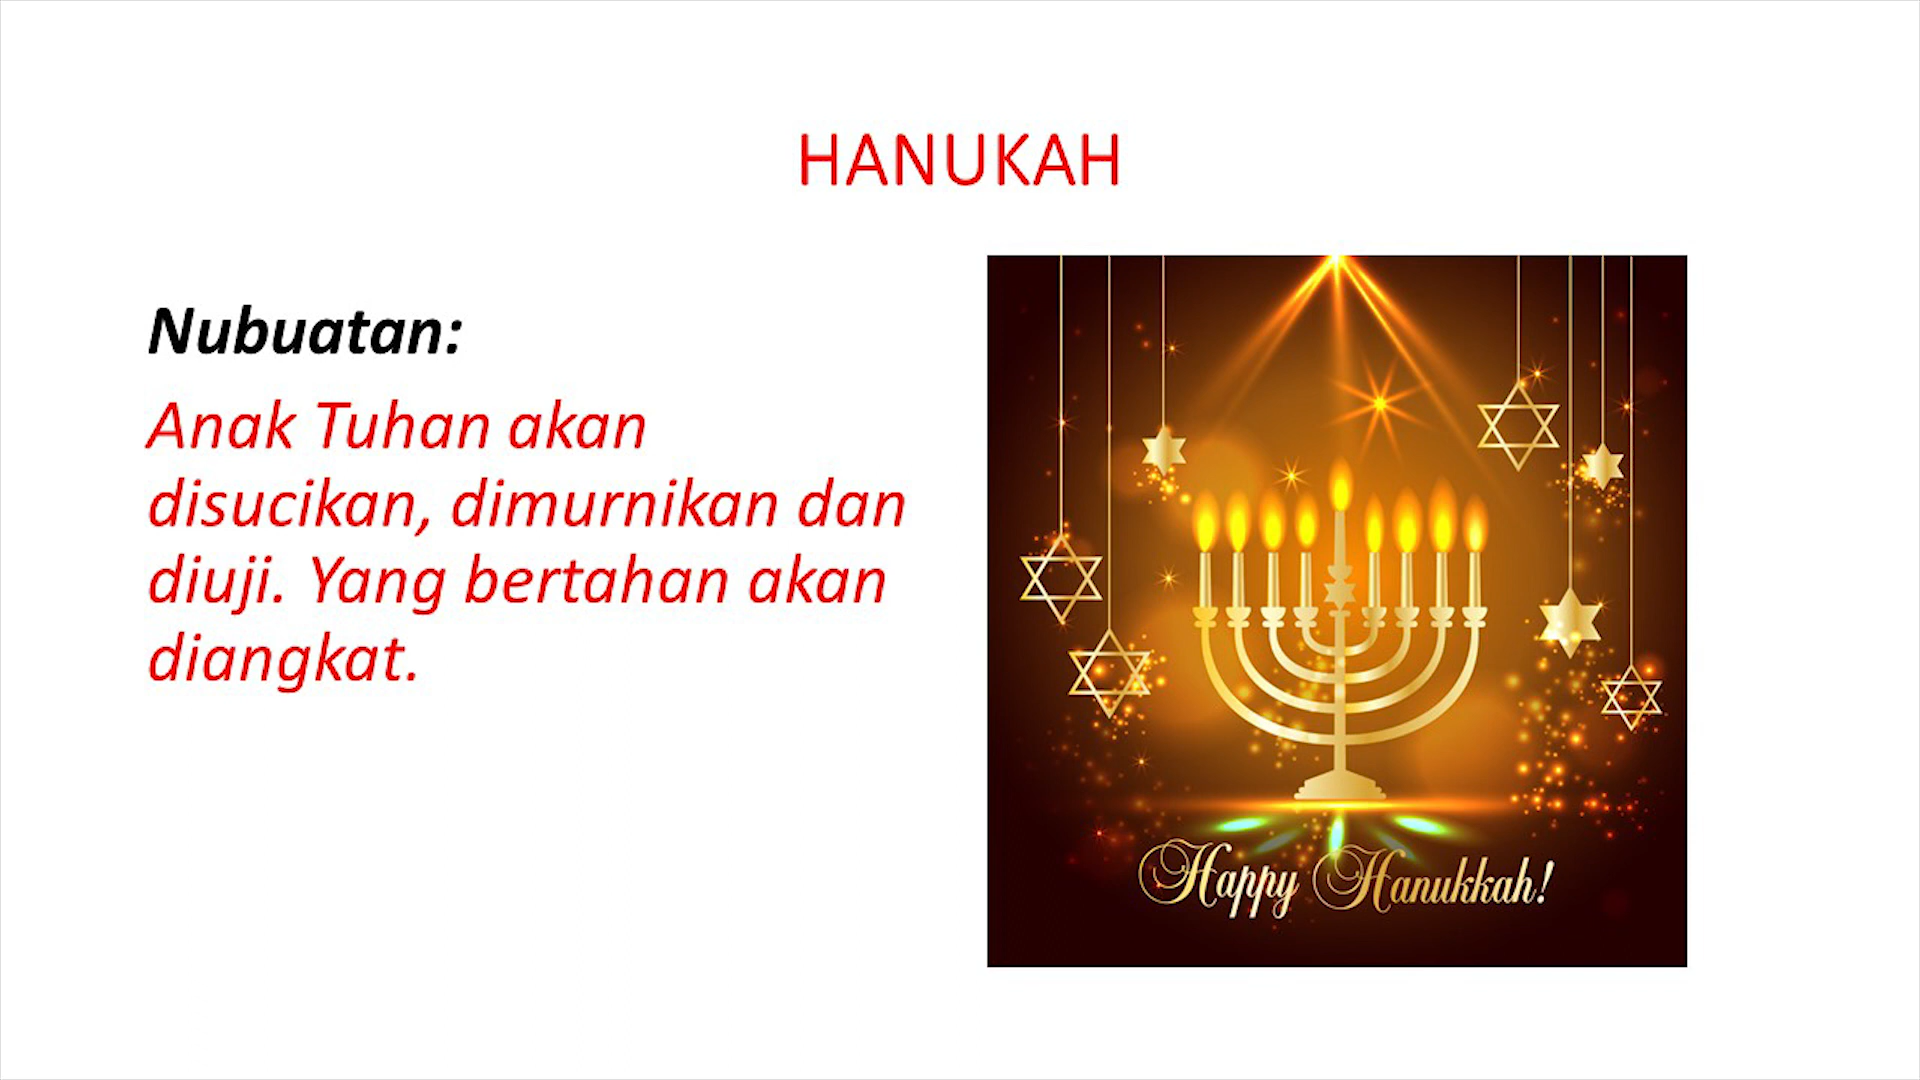 HANUKAH
Nubuatan:
Anak Tuhan akan
disucikan, dimurnikan dan
diuji. Yang bertahan akan
diangkat.
Happy Hanukkah!